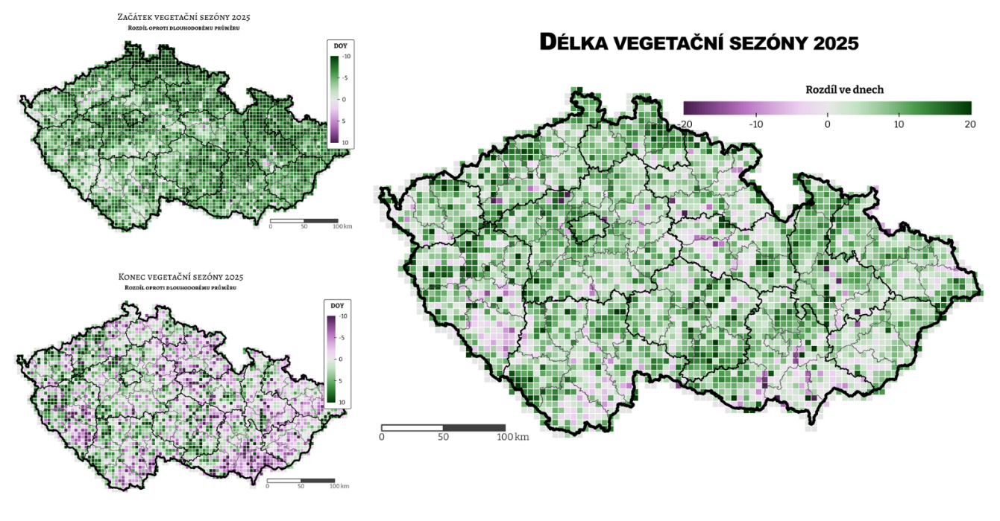 ZAČÁTEK VEGETAČNÍ SEZÓNY 2025
ROZDÍL OPROTI DLOUHODOBÉMU PRŮMĚRU
DOY
-10
-5
0
5
10
0 50 100 km
KONEC VEGETAČNÍ SEZÓNY 2025
ROZDÍL OPROTI DLOUHODOBÉMU PRŮMĚRU
DOY
-10
-5
0
5
10
0 50 100 km
DÉLKA VEGETAČNÍ SEZÓNY 2025
Rozdíl ve dnech
-20 -10 0 10 20
0 50 100 km